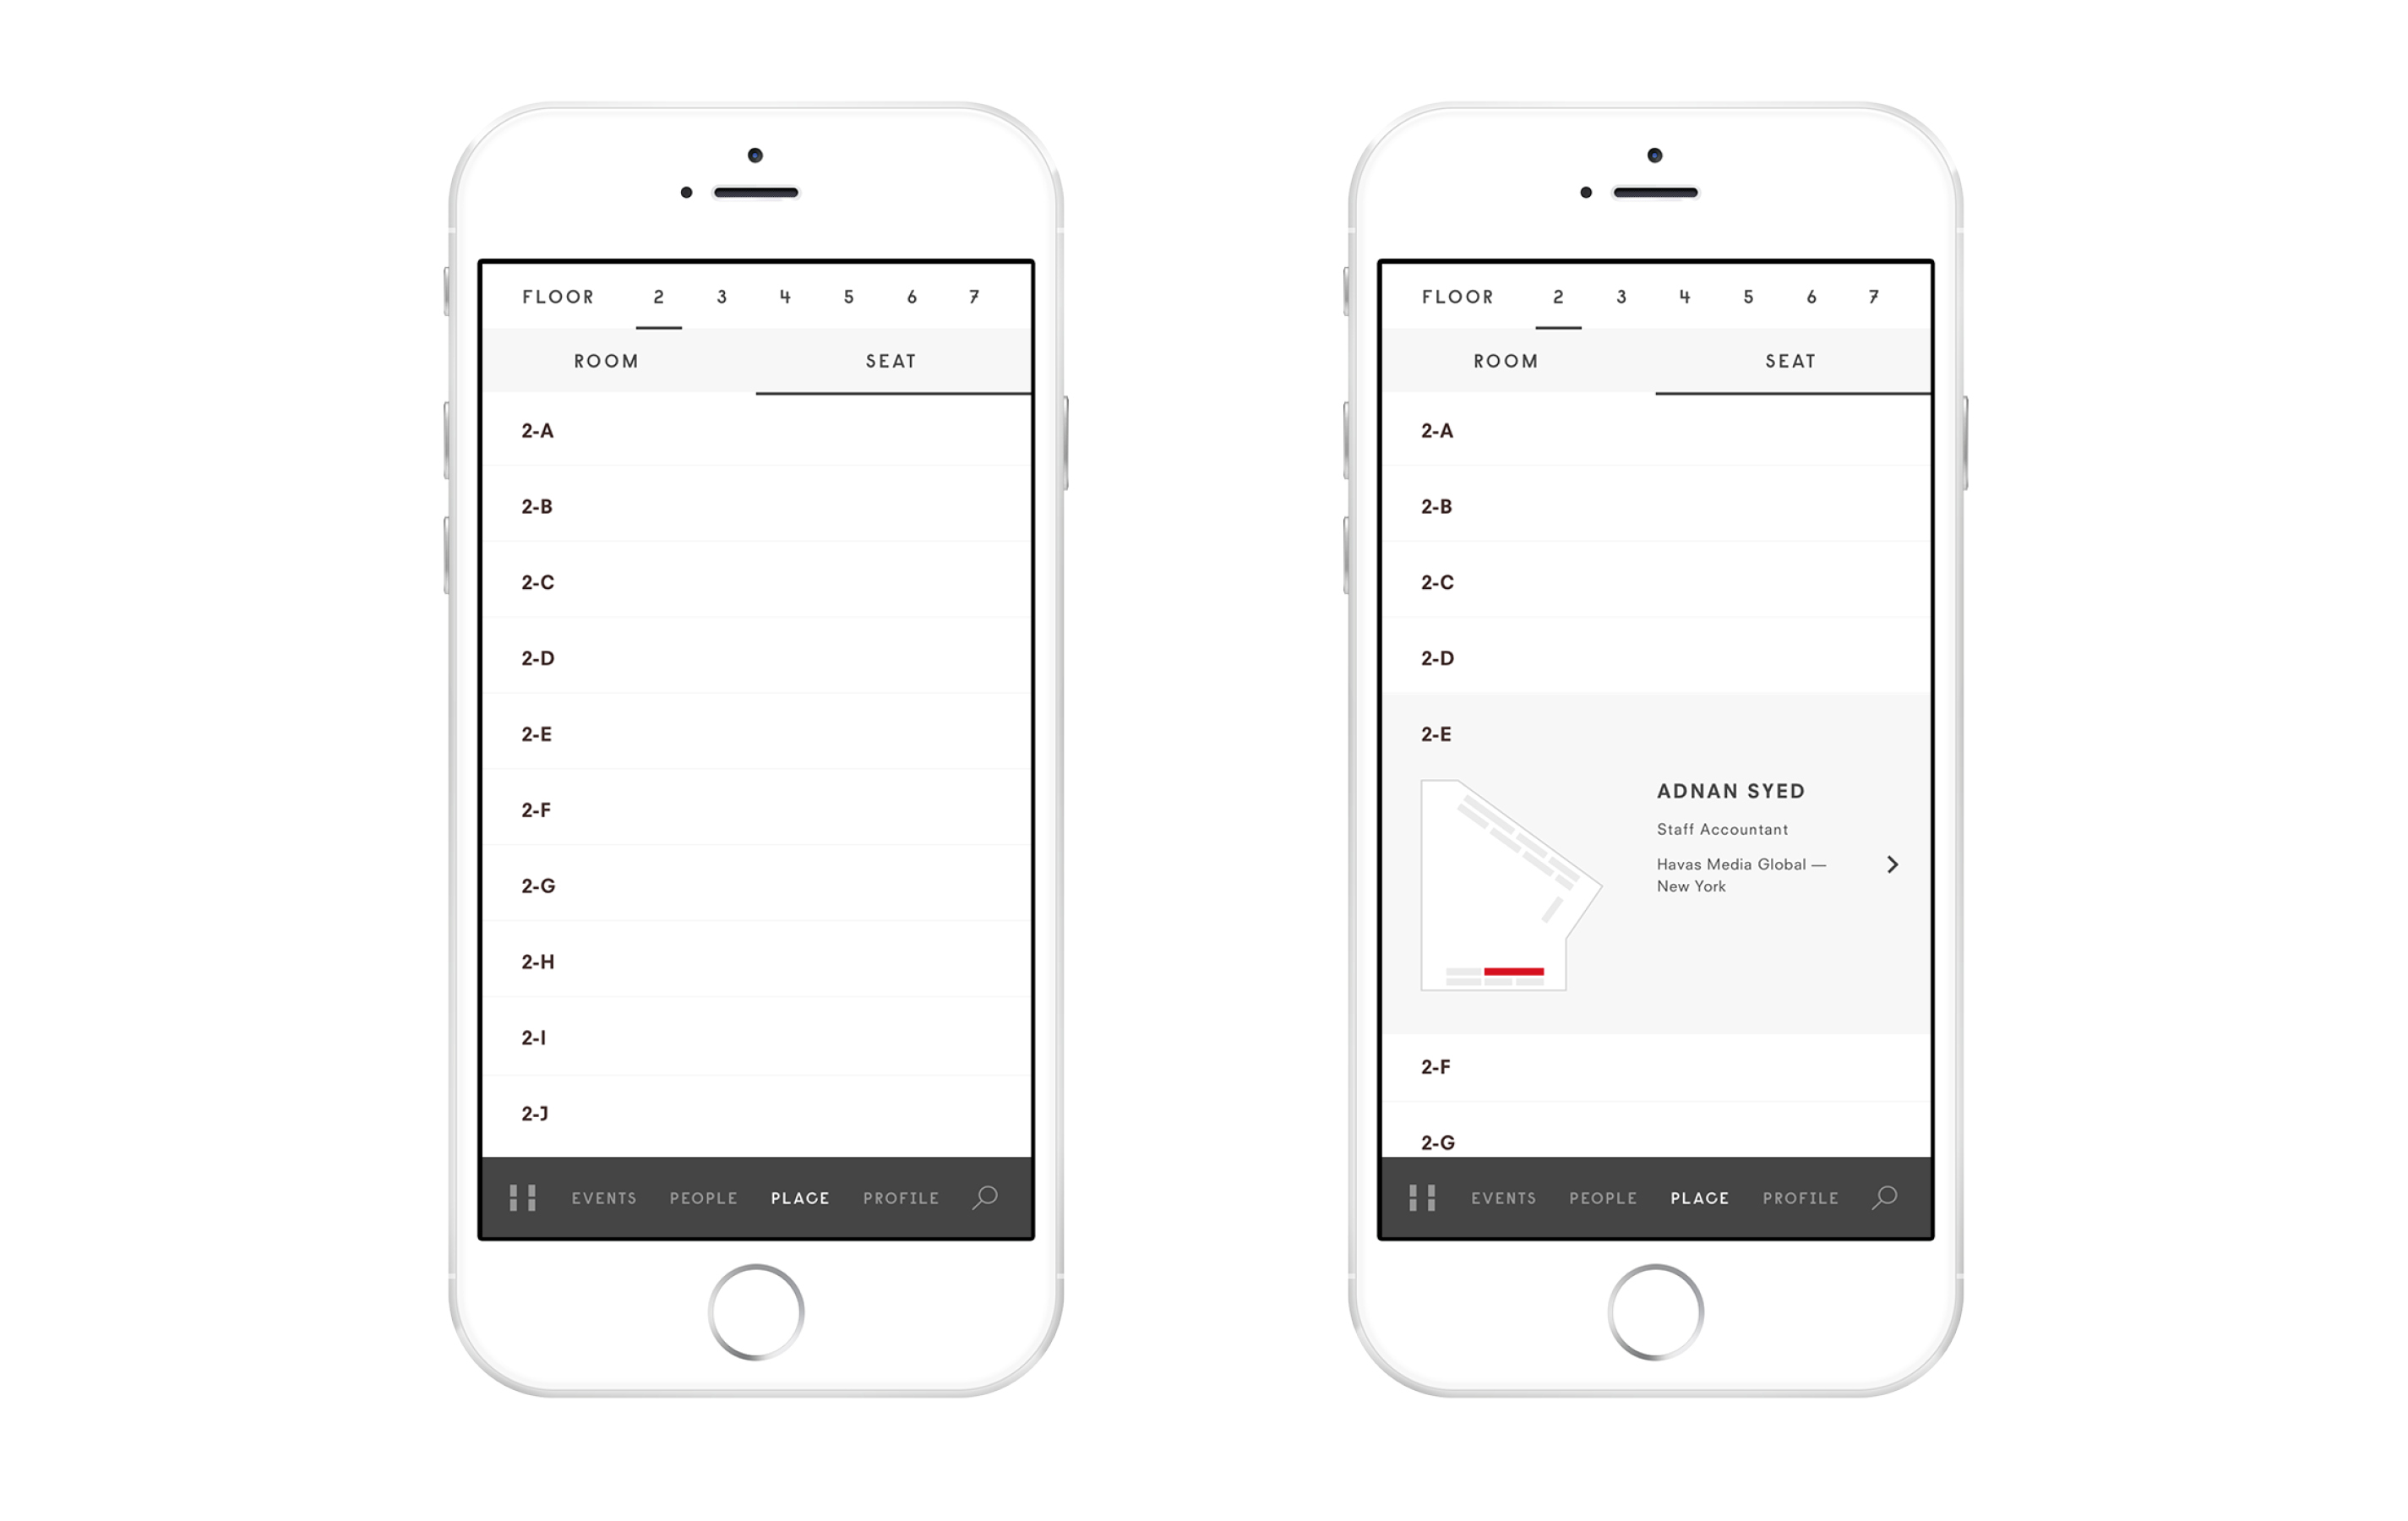 FLOOR 2 3 4 5 6 7
ROOM SEAT
2-A
2-B
2-C
2-D
2-E
2-F
2-G
2-H
2-I
2-J
EVENTS PEOPLE PLACE PROFILE
FLOOR 2 3 4 5 6 7
ROOM SEAT
2-A
2-B
2-C
2-D
2-E
ADNAN SYED
Staff Accountant
Havas Media Global —
New York
2-F
2-G
EVENTS PEOPLE PLACE PROFILE